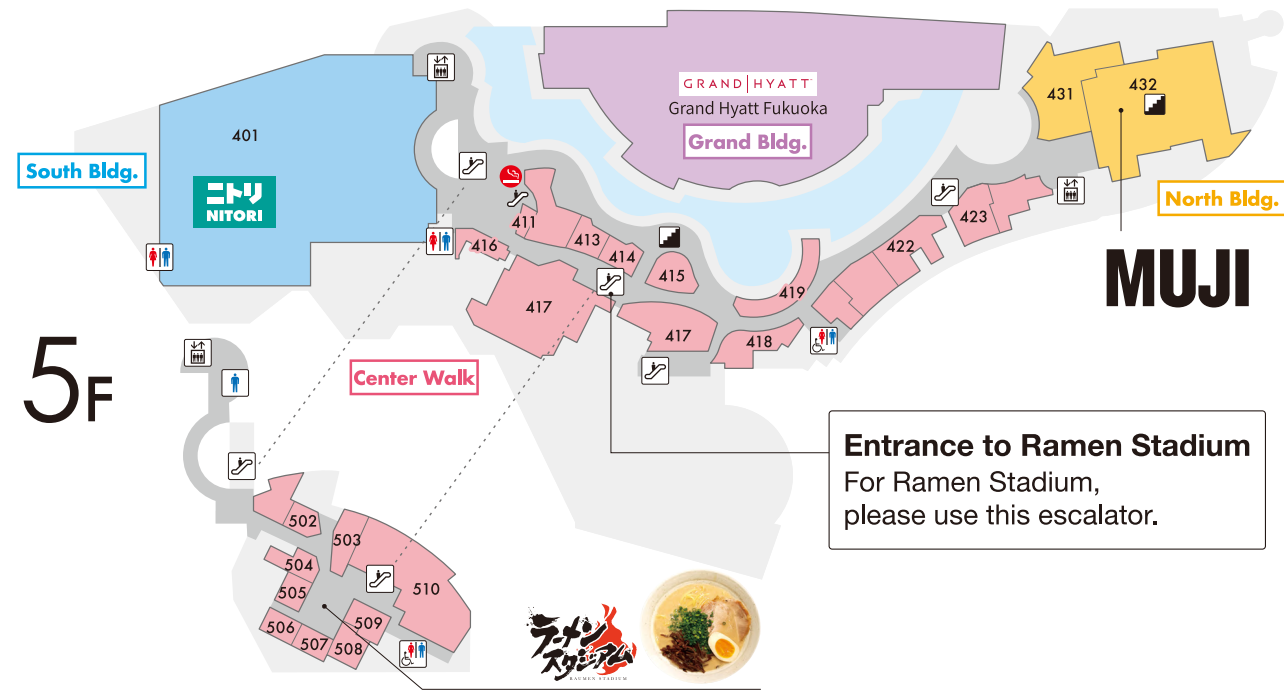 401
South Bldg.
ニトリ
NITORI
GRAND HYATT
Grand Hyatt Fukuoka
Grand Bldg.
431
432
North Bldg.
MUJI
411
413
414
415
416
417
417
418
419
422
423
5F
Center Walk
Entrance to Ramen Stadium
For Ramen Stadium,
please use this escalator.
502
503
504
505
506
507
508
509
510
ラーメン
スタジアム
RAUMEN STADIUM